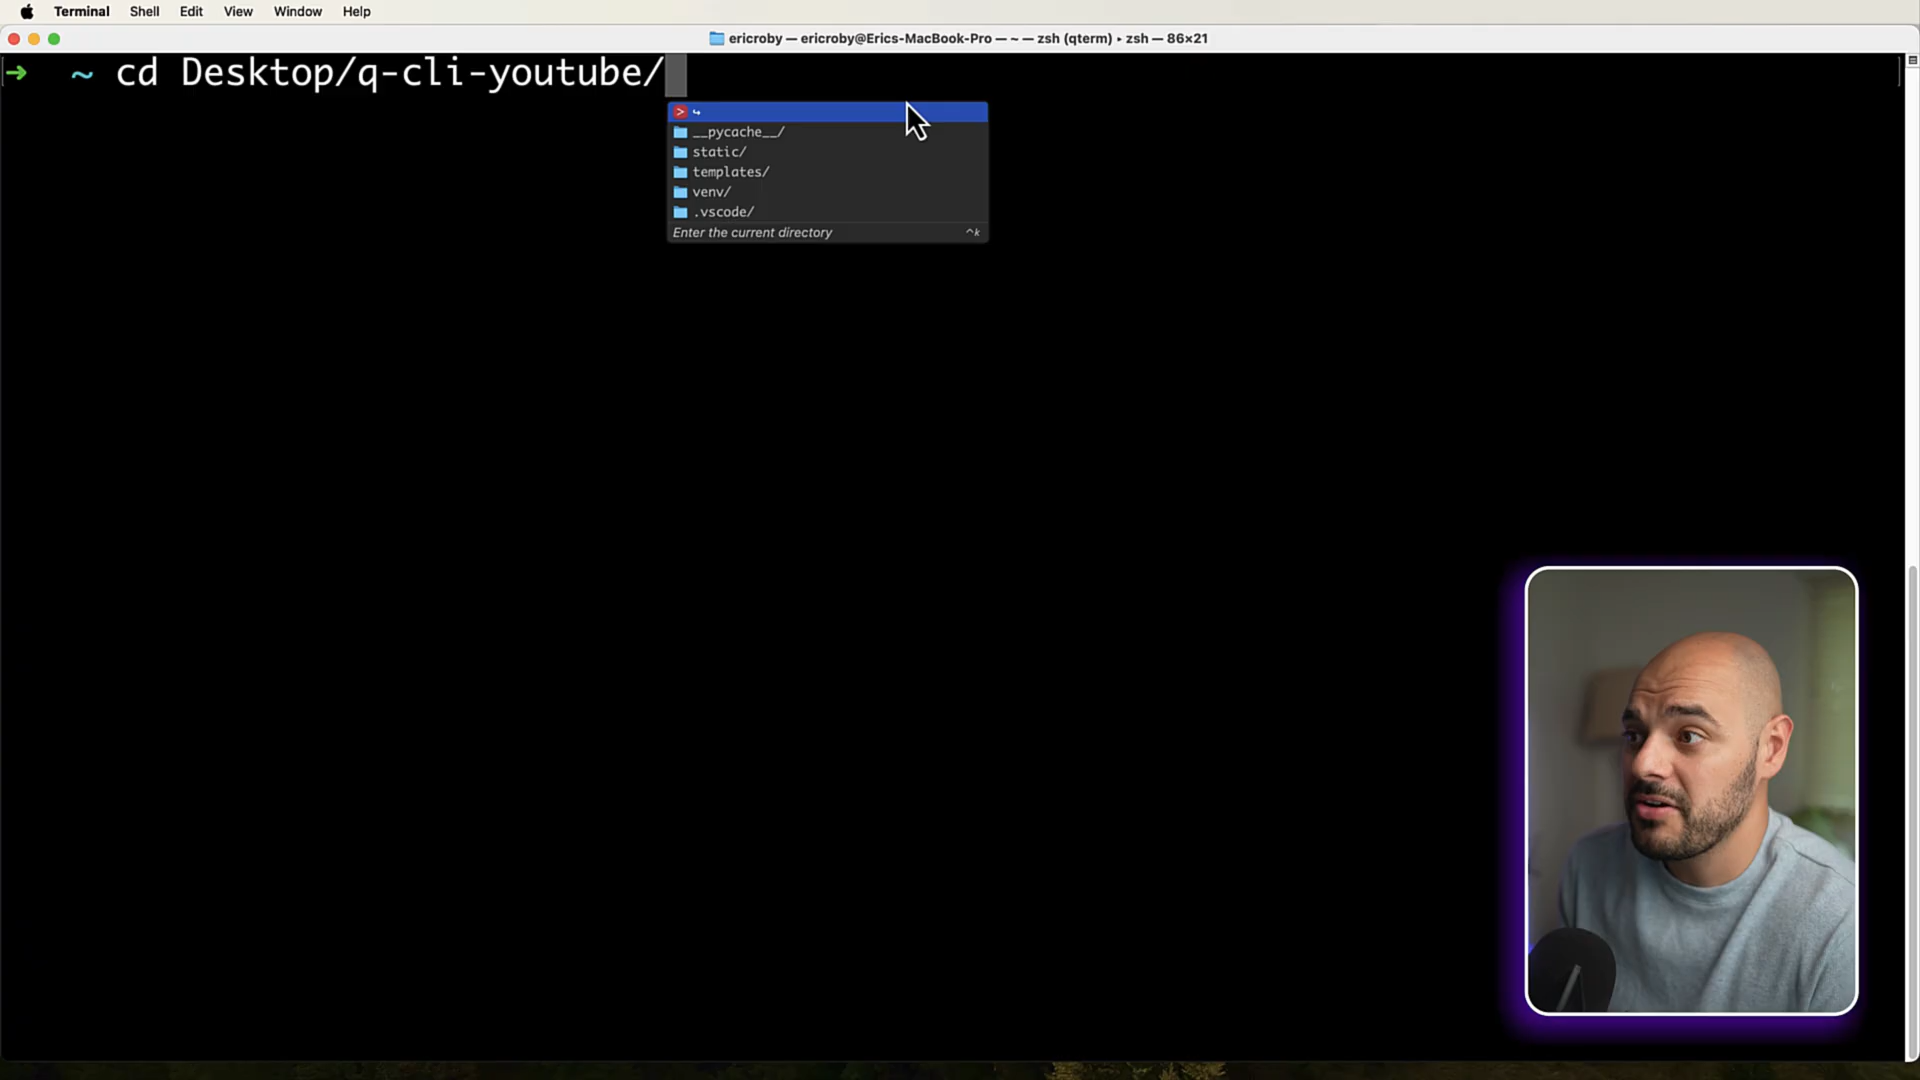 Terminal Shell Edit View Window Help
ericroby — ericroby@Erics-MacBook-Pro — ~ — zsh (qterm) ▸ zsh — 86×21
➜ ~ cd Desktop/q-cli-youtube/
> ↪
__pycache__/
static/
templates/
venv/
.vscode/
Enter the current directory ^k